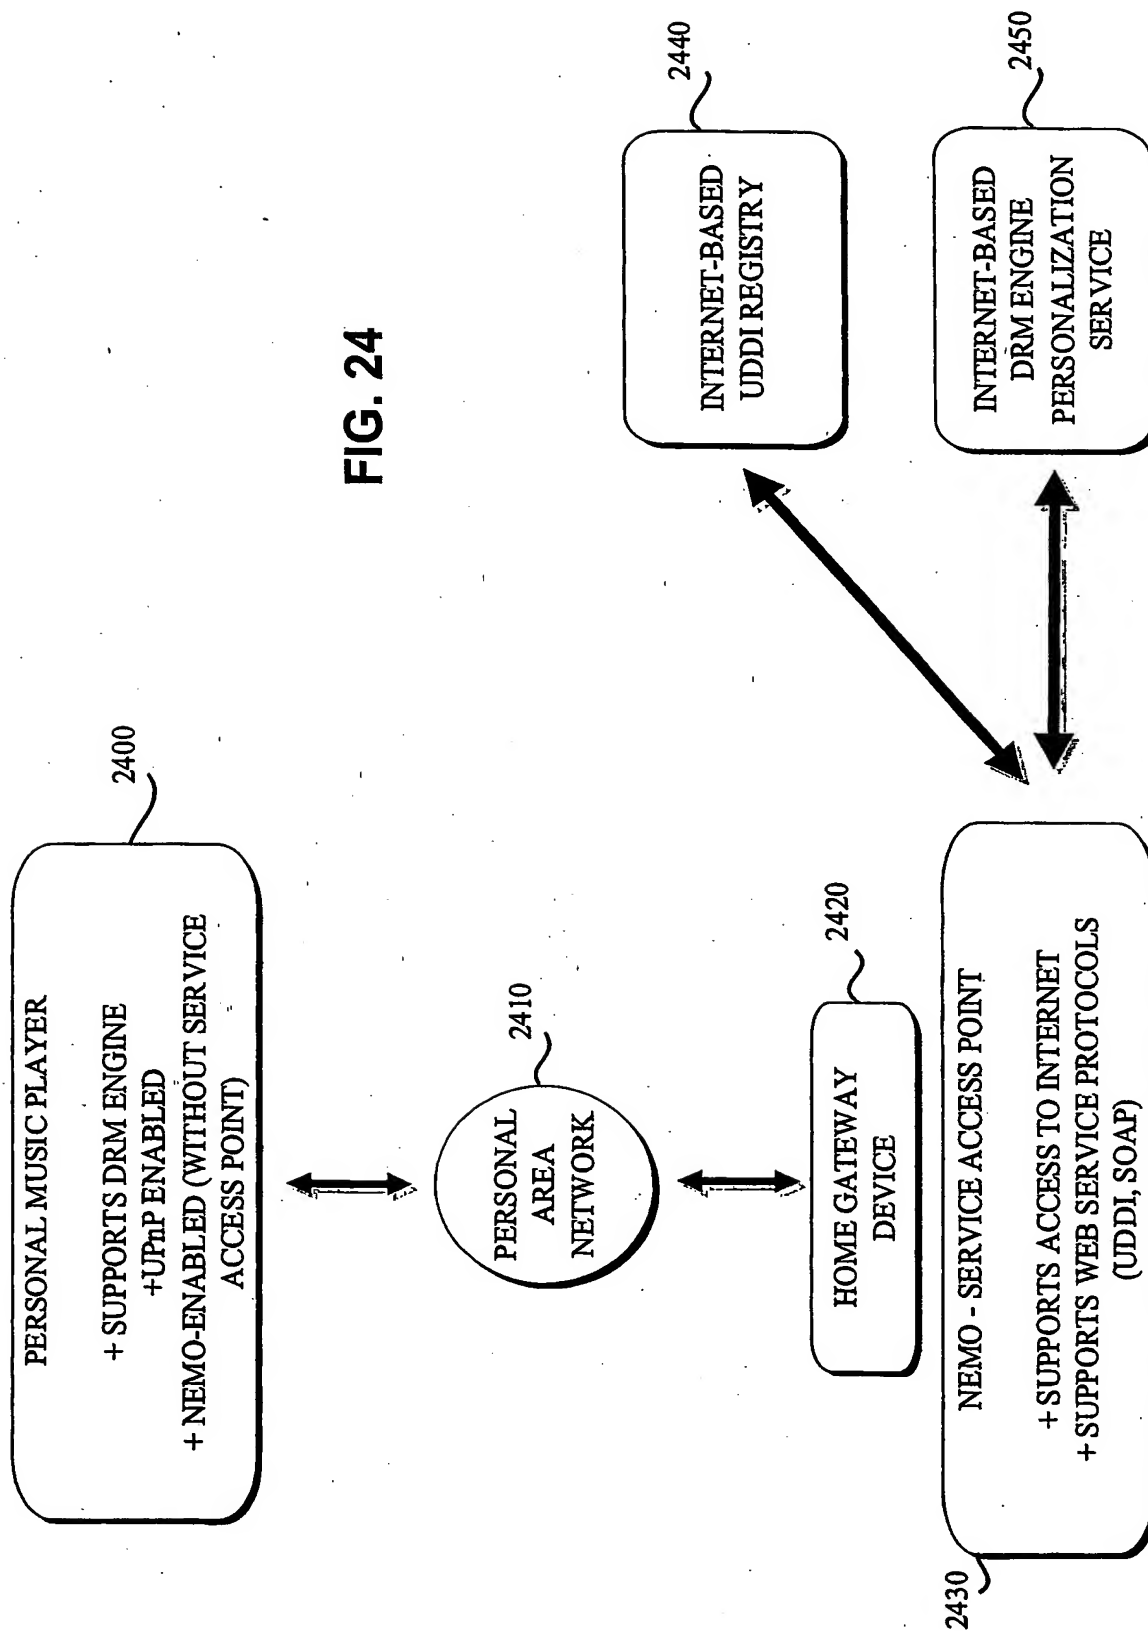 FIG. 24
2400
PERSONAL MUSIC PLAYER
+ SUPPORTS DRM ENGINE
+UPnP ENABLED
+ NEMO-ENABLED (WITHOUT SERVICE
ACCESS POINT)
2410
PERSONAL
AREA
NETWORK
2420
HOME GATEWAY
DEVICE
2430
NEMO - SERVICE ACCESS POINT
+SUPPORTS ACCESS TO INTERNET
+SUPPORTS WEB SERVICE PROTOCOLS
(UDDI, SOAP)
2440
INTERNET-BASED
UDDI REGISTRY
2450
INTERNET-BASED
DRM ENGINE
PERSONALIZATION
SERVICE